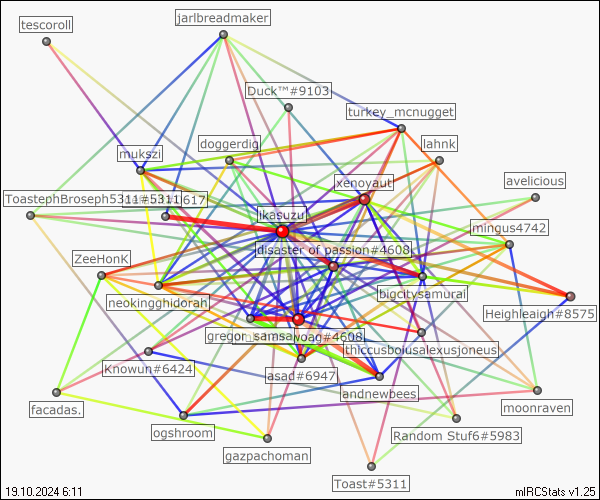 tescoroll
jarlbreadmaker
Duck™#9103
turkey_mcnugget
doggerdig
lahnk
mukszi
xenoyaut
avelicious
ToastephBroseph5311#5311
617
likasuzu
mingus4742
disaster of passion#4608
ZeeHonK
bigcitysamurai
neokingghidorah
Heighleaigh#8575
gregor_samsa
voag#4608
thiccusboiusalexusjoneus
Knowun#6424
asad#6947
andnewbees
facadas.
moonraven
ogshroom
Random Stuf6#5983
gazpachoman
Toast#5311
19.10.2024 6:11
mIRCStats v1.25